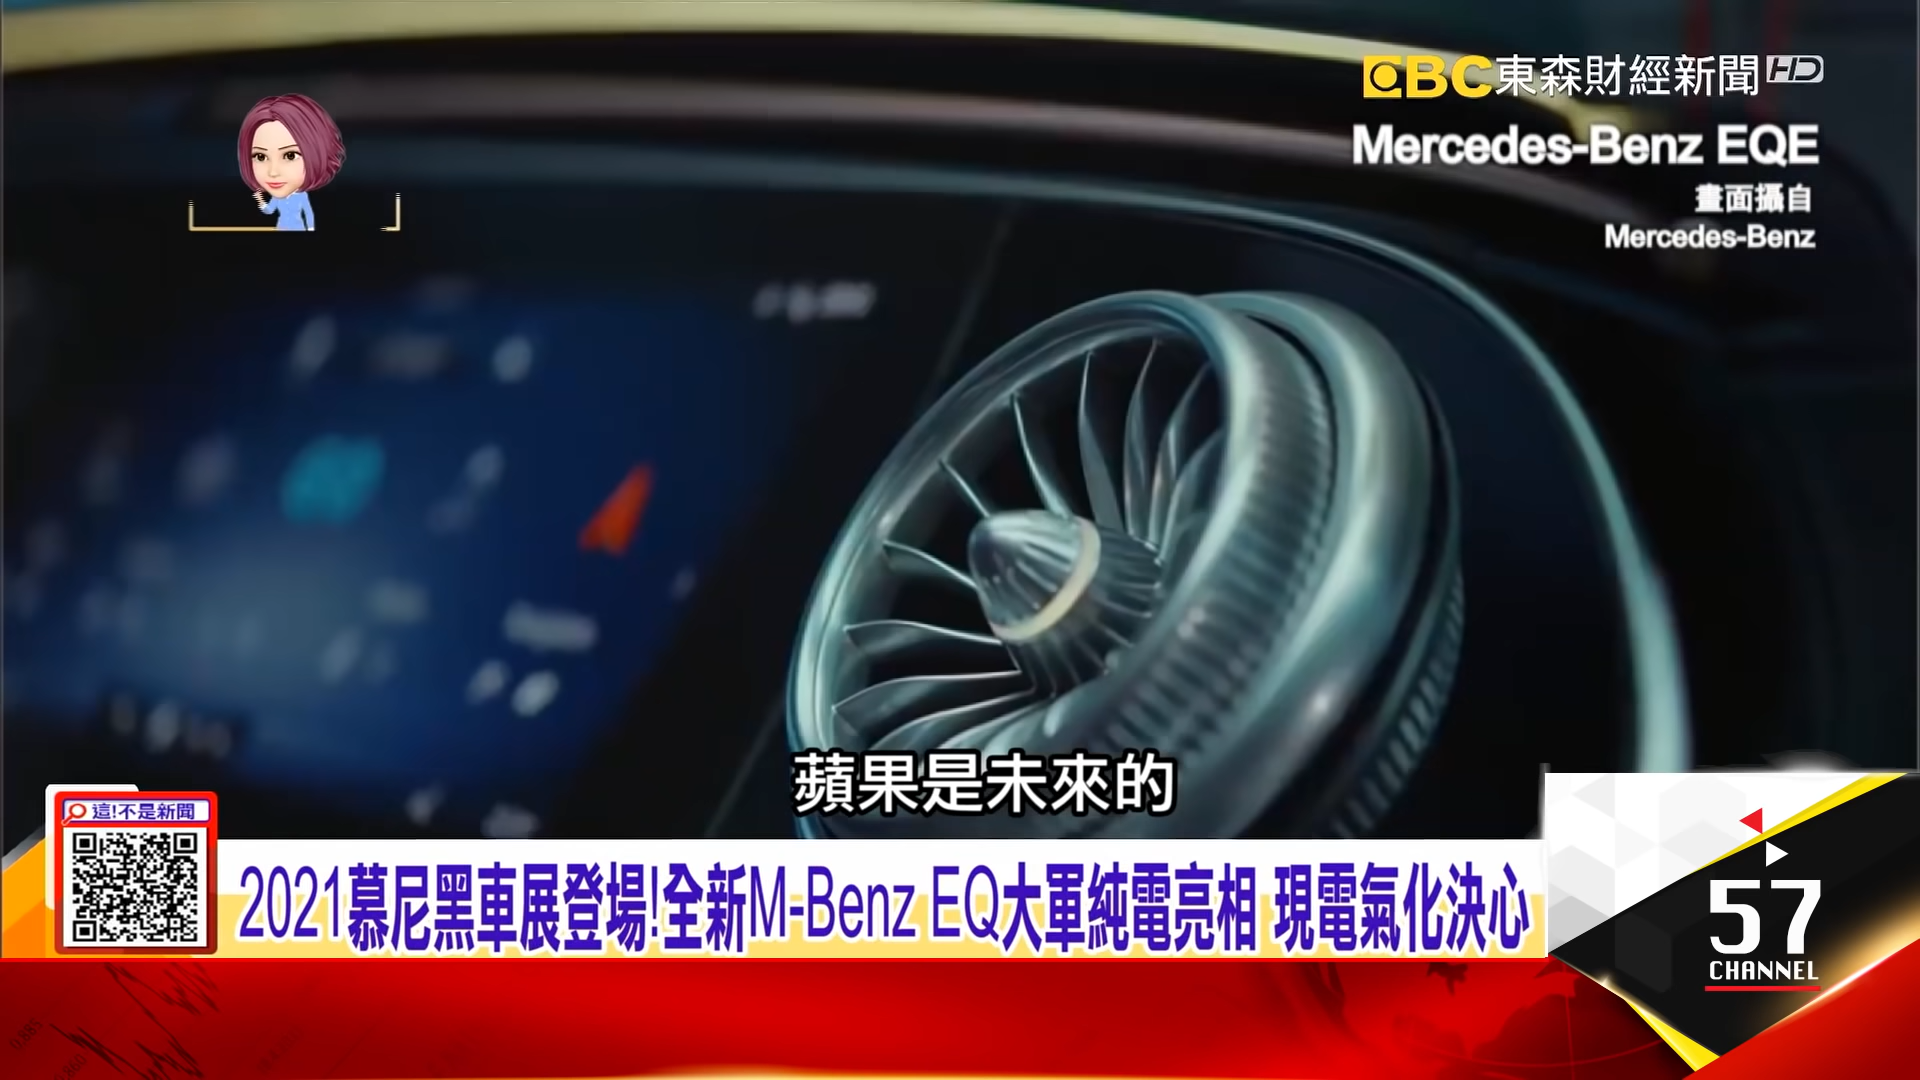 EBC東森財經新聞HD
Mercedes-Benz EQE
畫面攝自
Mercedes-Benz
蘋果是未來的
這!不是新聞
2021慕尼黑車展登場!全新M-Benz EQ大軍純電亮相 現電氣化決心
57
CHANNEL